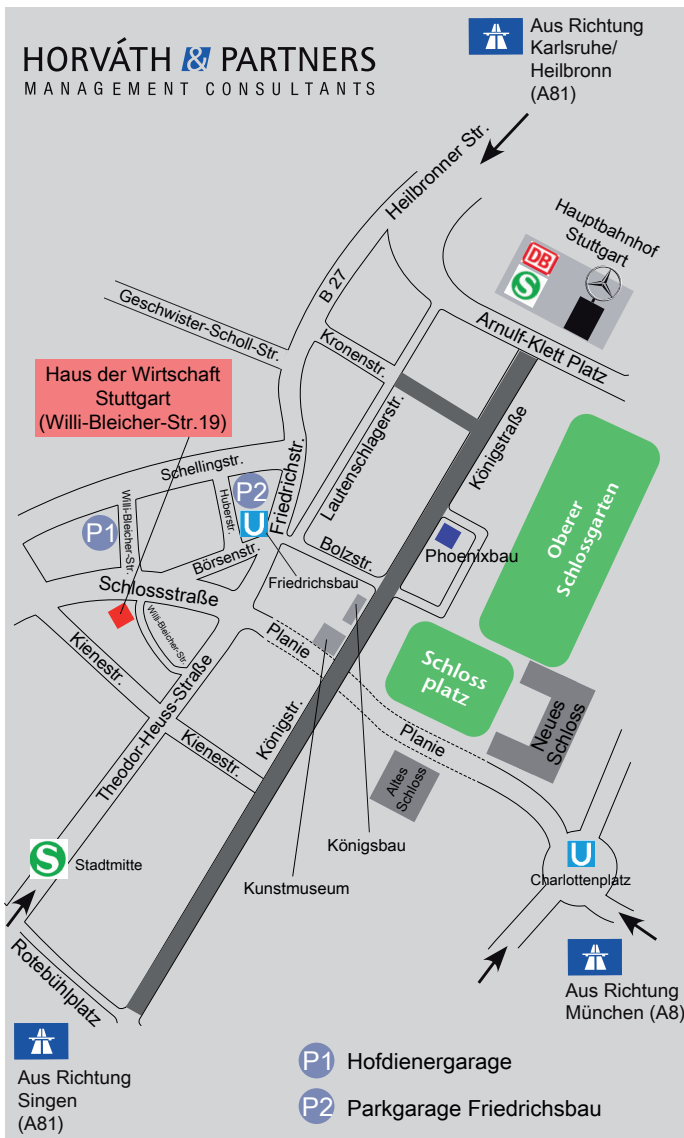 HORVÁTH & PARTNERS
MANAGEMENT CONSULTANTS
Aus Richtung
Karlsruhe/
Heilbronn
(A81)
Heilbronner Str.
Hauptbahnhof
Stuttgart
DB
S
B 27
Geschwister-Scholl-Str.
Kronenstr.
Arnulf-Klett Platz
Haus der Wirtschaft
Stuttgart
(Willi-Bleicher-Str.19)
Lautenschlagerstr.
Königstraße
Schellingstr.
Friedrichstr.
P2
Huberstr.
U
P1
Willi-Bleicher-Str.
Oberer
Schlossgarten
Bolzstr.
Phoenixbau
Börsenstr.
Friedrichsbau
Schlossstraße
Willi-Bleicher-Str.
Planie
Kienestr.
Schloss
platz
Theodor-Heuss-Straße
Königstr.
Planie
Neues
Schloss
Kienestr.
Altes
Schloss
Königsbau
U
S
Stadtmitte
Charlottenplatz
Kunstmuseum
Rotebühlplatz
Aus Richtung
München (A8)
Aus Richtung
Singen
(A81)
P1 Hofdienergarage
P2 Parkgarage Friedrichsbau